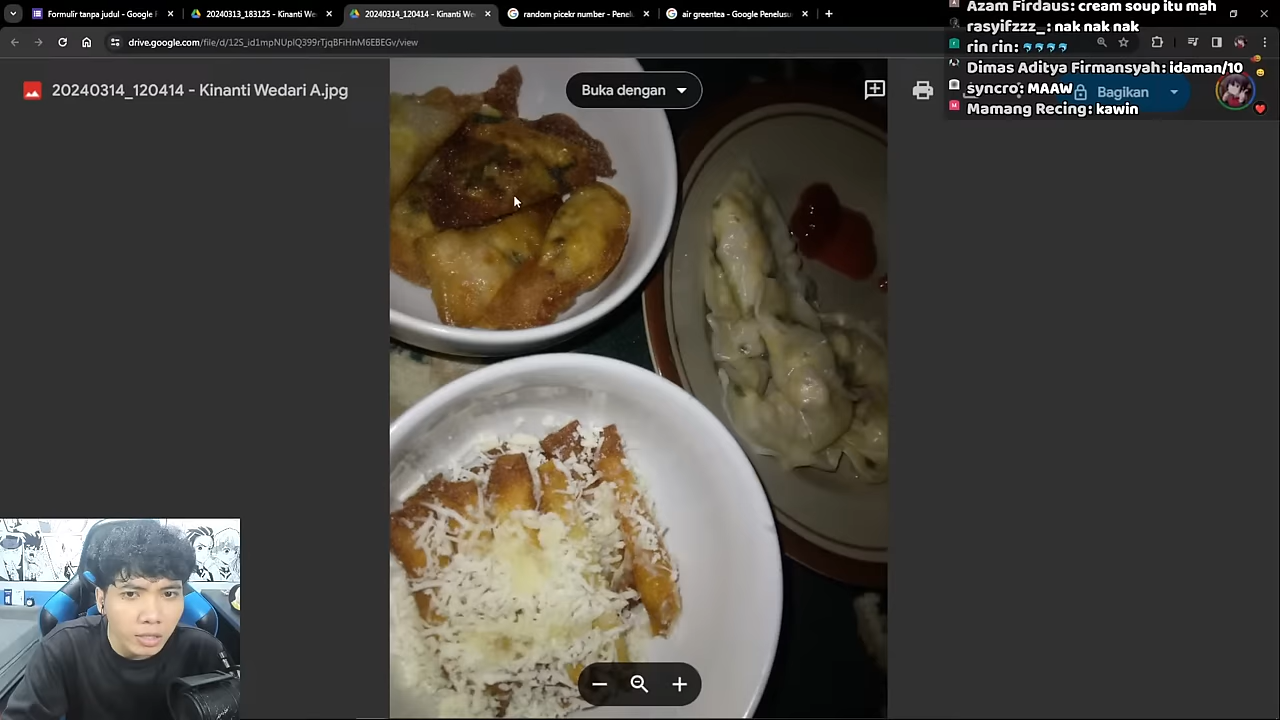 Formulir tanpa judul - Google F
20240313_183125 - Kinanti We
20240314_120414 - Kinanti We
random picekr number - Penel
air greentea - Google Penelusu
drive.google.com/file/d/12S_id1mpNUplQ399rTjqBFiHnM6EBEGv/view
20240314_120414 - Kinanti Wedari A.jpg
Buka dengan
Bagikan
Azam Firdaus: cream soup itu mah
rasyifzzz_: nak nak nak
rin rin:
Dimas Aditya Firmansyah: idaman/10
syncro: MAAW
Mamang Recing: kawin